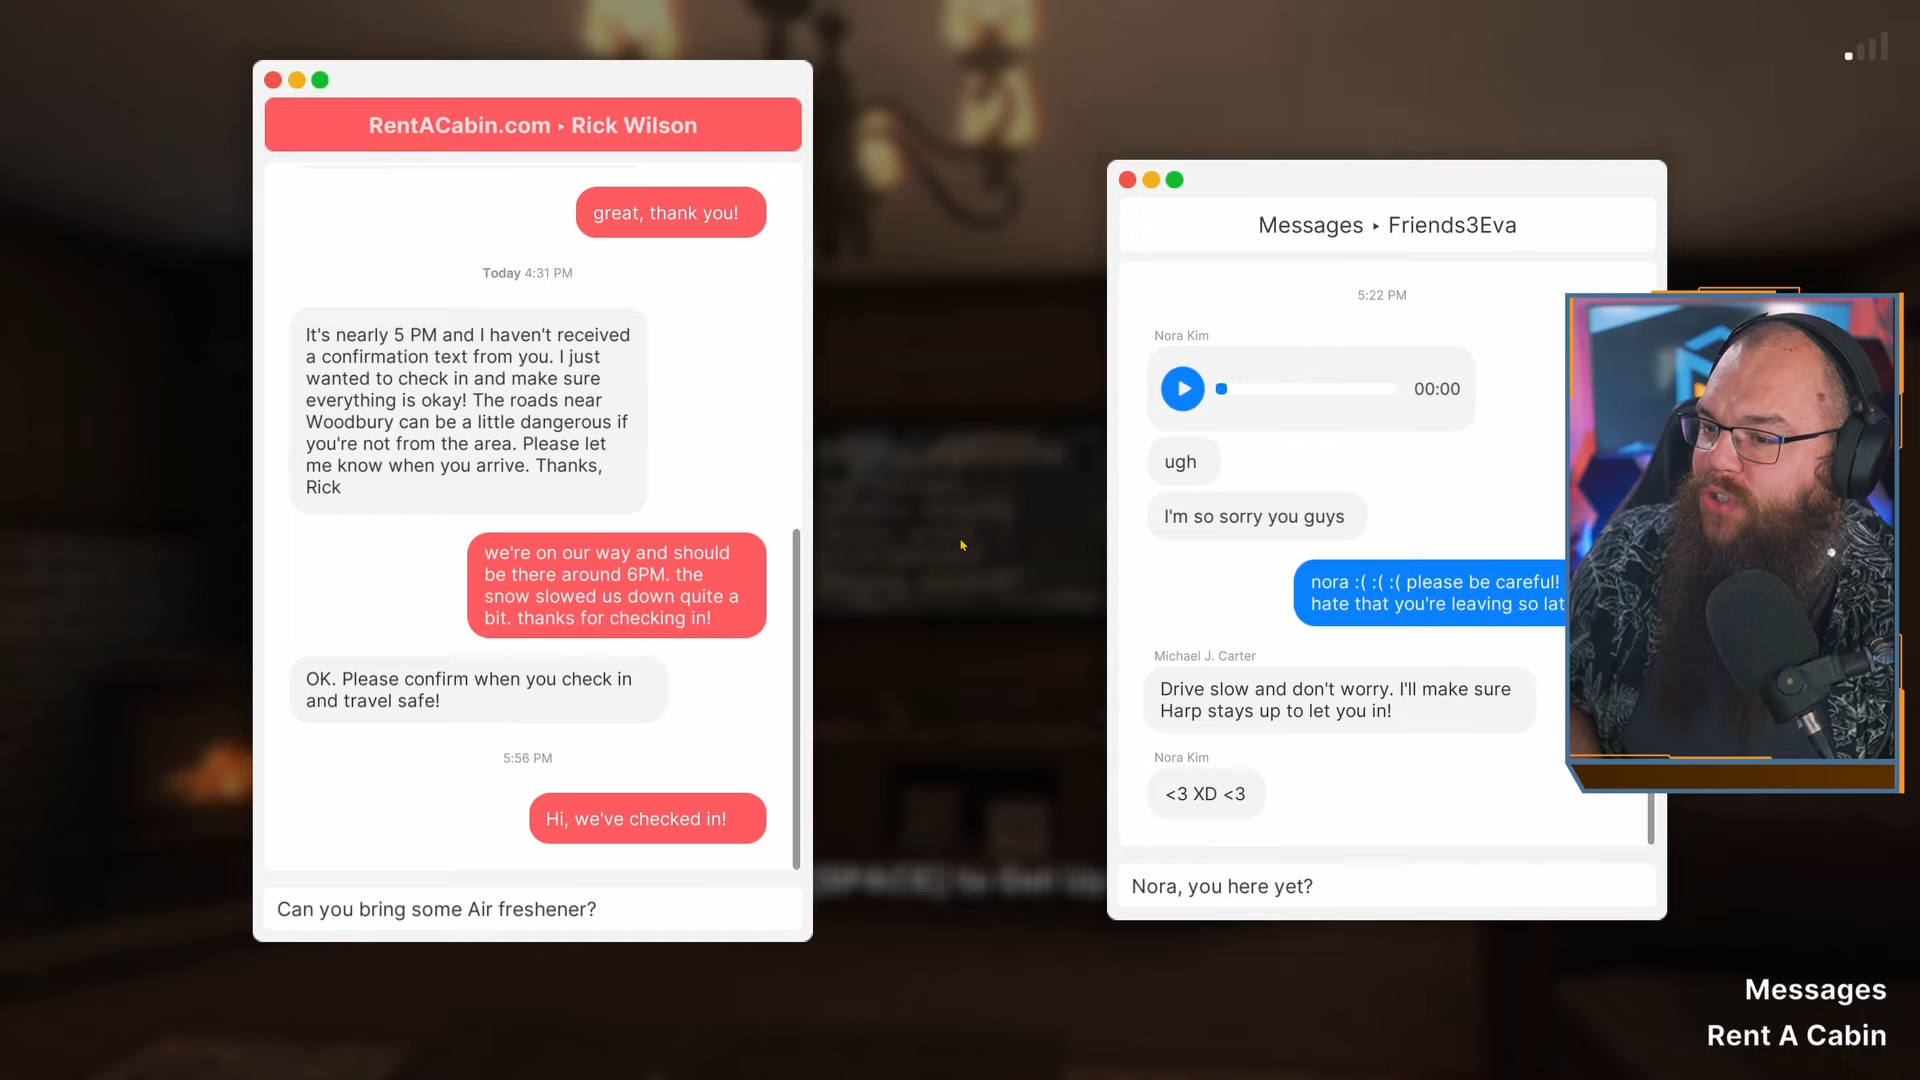 RentACabin.com ‣ Rick Wilson
great, thank you!
Today 4:31 PM
It's nearly 5 PM and I haven't received
a confirmation text from you. I just
wanted to check in and make sure
everything is okay! The roads near
Woodbury can be a little dangerous if
you're not from the area. Please let
me know when you arrive. Thanks,
Rick
we're on our way and should
be there around 6PM. the
snow slowed us down quite a
bit. thanks for checking in!
OK. Please confirm when you check in
and travel safe!
5:56 PM
Hi, we've checked in!
Can you bring some Air freshener?
Messages ‣ Friends3Eva
5:22 PM
Nora Kim
00:00
ugh
I'm so sorry you guys
nora :( :( :( please be careful!
hate that you're leaving so
Michael J. Carter
Drive slow and don't worry. I'll make sure
Harp stays up to let you in!
Nora Kim
<3 XD <3
Nora, you here yet?
Messages
Rent A Cabin